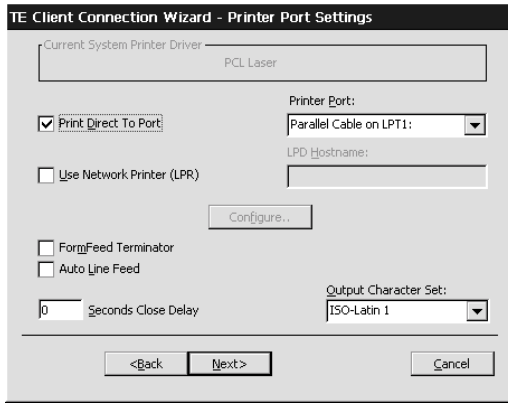 TE Client Connection Wizard - Printer Port Settings
Current System Printer Driver
PCL Laser
Printer Port:
Print Direct To Port
Parallel Cable on LPT1:
LPD Hostname:
Use Network Printer (LPR)
Configure..
FormFeed Terminator
Auto Line Feed
Output Character Set:
0 Seconds Close Delay
ISO-Latin 1
<Back Next> Cancel